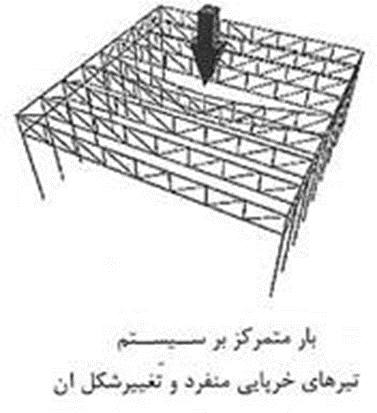 بار متمرکز بر سیستم
تیرهای خرپایی منفرد و تغییرشکل ان